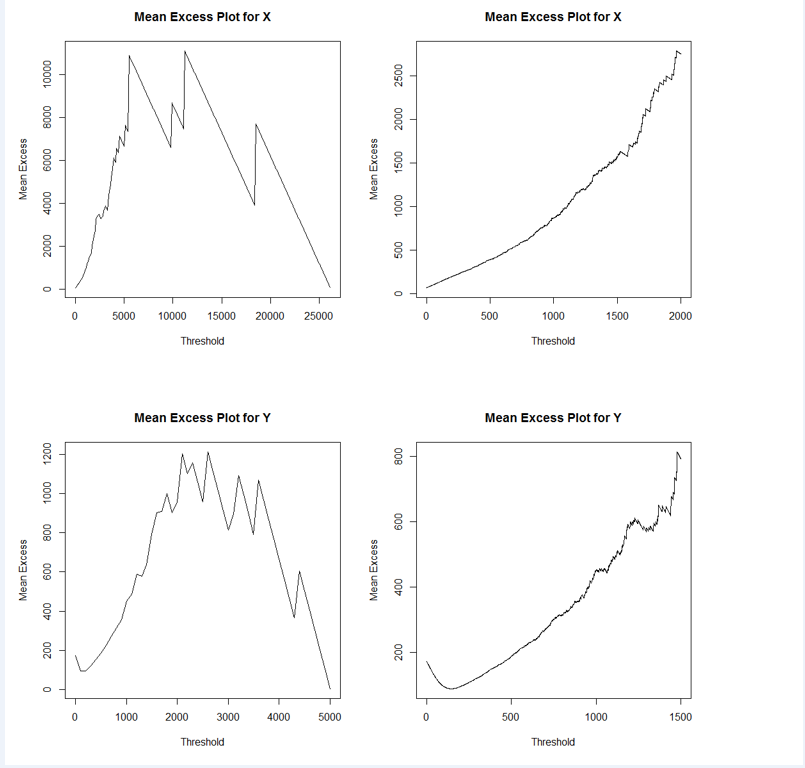 Mean Excess Plot for X
Mean Excess
0
2000
4000
6000
8000
10000
0 5000 10000 15000 20000 25000
Threshold
Mean Excess Plot for X
Mean Excess
0
500
1000
1500
2000
2500
0 500 1000 1500 2000
Threshold
Mean Excess Plot for Y
Mean Excess
0
200
400
600
800
1000
1200
0 1000 2000 3000 4000 5000
Threshold
Mean Excess Plot for Y
Mean Excess
200
400
600
800
0 500 1000 1500
Threshold